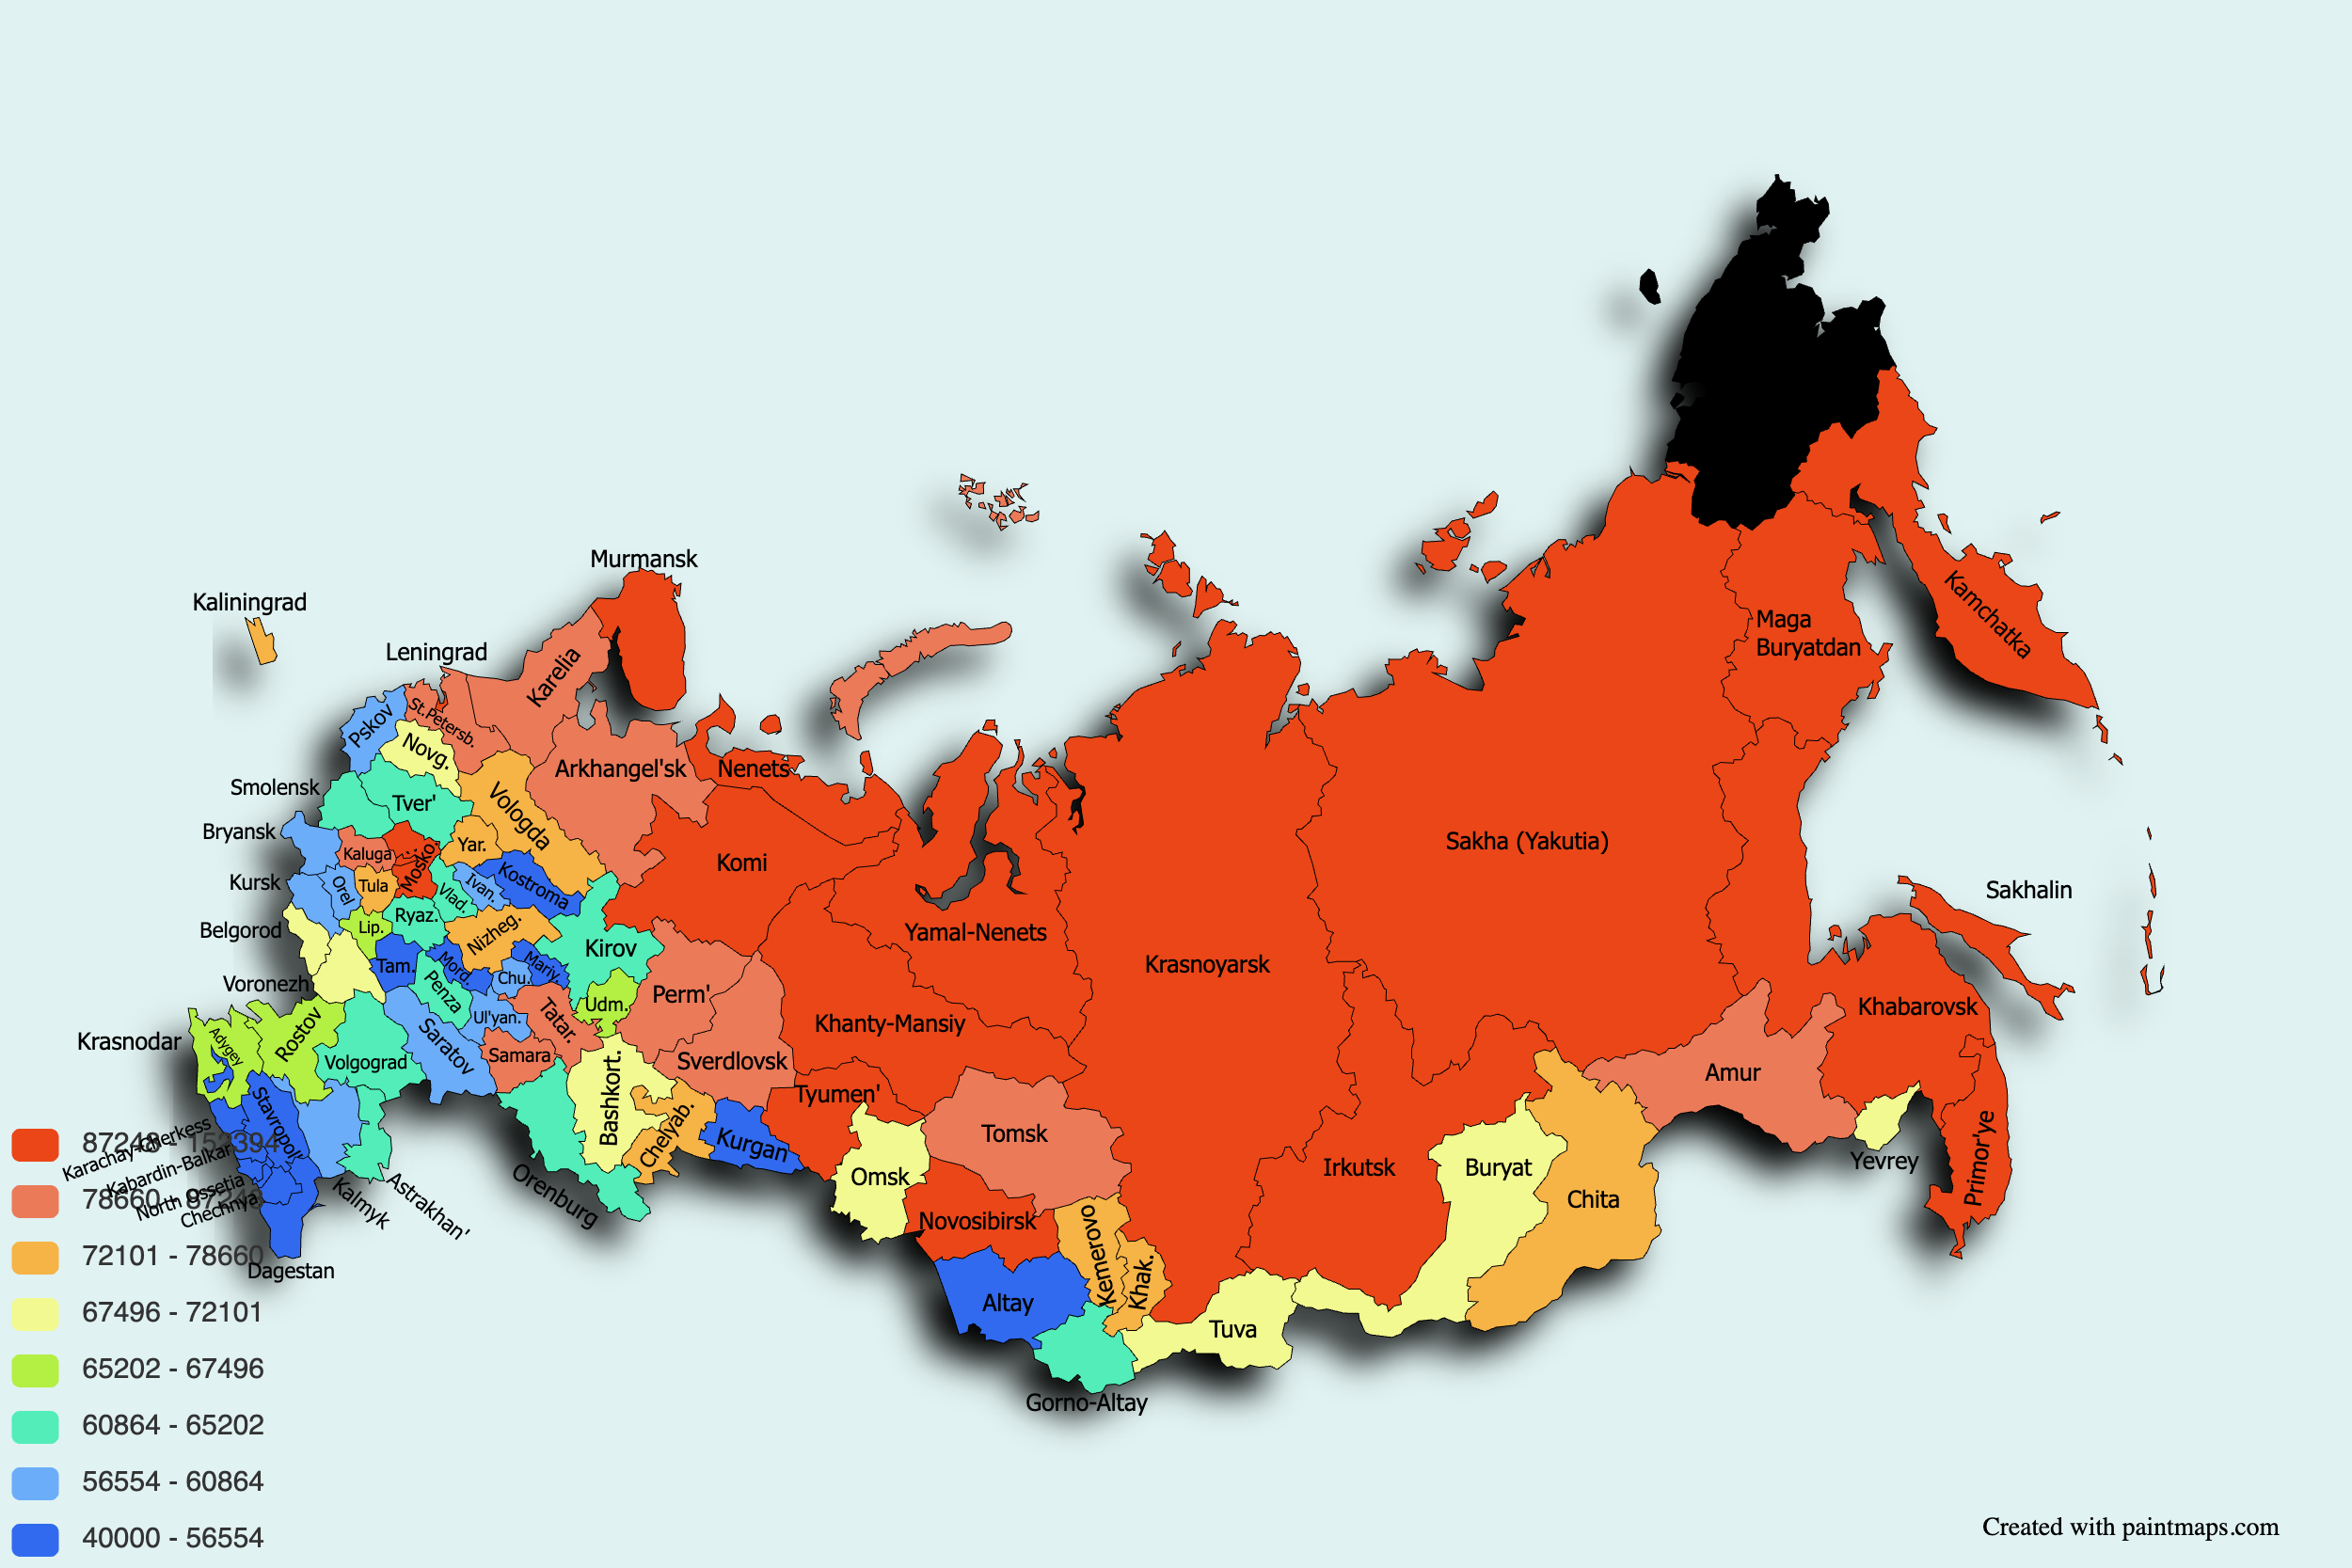 Murmansk
Kaliningrad
Leningrad
Karelia
St.Petersb.
Pskov
Novg.
Arkhangel'sk
Nenets
Smolensk
Tver'
Vologda
Bryansk
Kaluga
Mosko.
Yar.
Komi
Kursk
Orel
Tula
Vlad.
Ivan.
Kostroma
Belgorod
Lip.
Ryaz.
Nizheg.
Kirov
Voronezh
Tam.
Mord.
Penza
Chu.
Mariy.
Udm.
Perm'
Krasnodar
Adygey
Rostov
Volgograd
Saratov
Ul'yan.
Tatar.
Samara
Sverdlovsk
Bashkort.
Chelyab.
Kurgan
Orenburg
Stavropol'
Karachay-Cherkess
Kabardin-Balkar
North Ossetia
Chechnya
Dagestan
Kalmyk
Astrakhan'
Yamal-Nenets
Khanty-Mansiy
Tyumen'
Omsk
Tomsk
Novosibirsk
Altay
Kemerovo
Khak.
Gorno-Altay
Tuva
Krasnoyarsk
Irkutsk
Buryat
Chita
Sakha (Yakutia)
Amur
Yevrey
Khabarovsk
Primor'ye
Sakhalin
Maga
Buryatdan
Kamchatka
87248 - 152394
78660 - 87248
72101 - 78660
67496 - 72101
65202 - 67496
60864 - 65202
56554 - 60864
40000 - 56554
Created with paintmaps.com